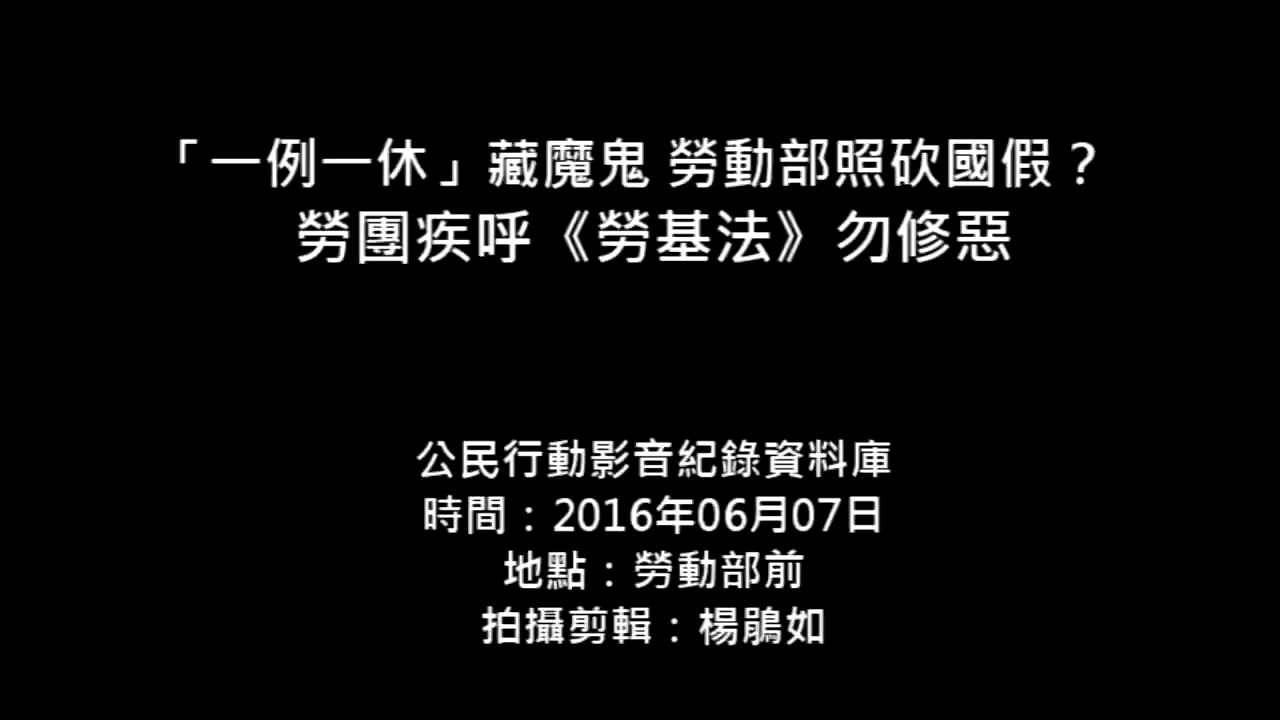 「一例一休」藏魔鬼 勞動部照砍國假？
勞團疾呼《勞基法》勿修惡
公民行動影音紀錄資料庫
時間：2016年06月07日
地點：勞動部前
拍攝剪輯：楊鵑如